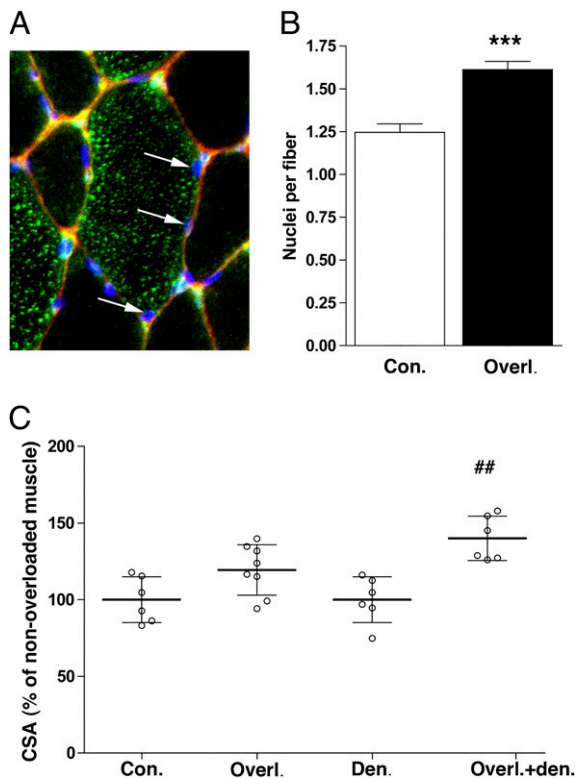 A
B
***
1.75
1.50
1.25
1.00
0.75
0.50
0.25
0.00
Nuclei per fiber
Con.
Overl.
C
CSA (% of non-overloaded muscle)
200
150
100
50
0
##
Con.
Overl.
Den.
Overl.+den.